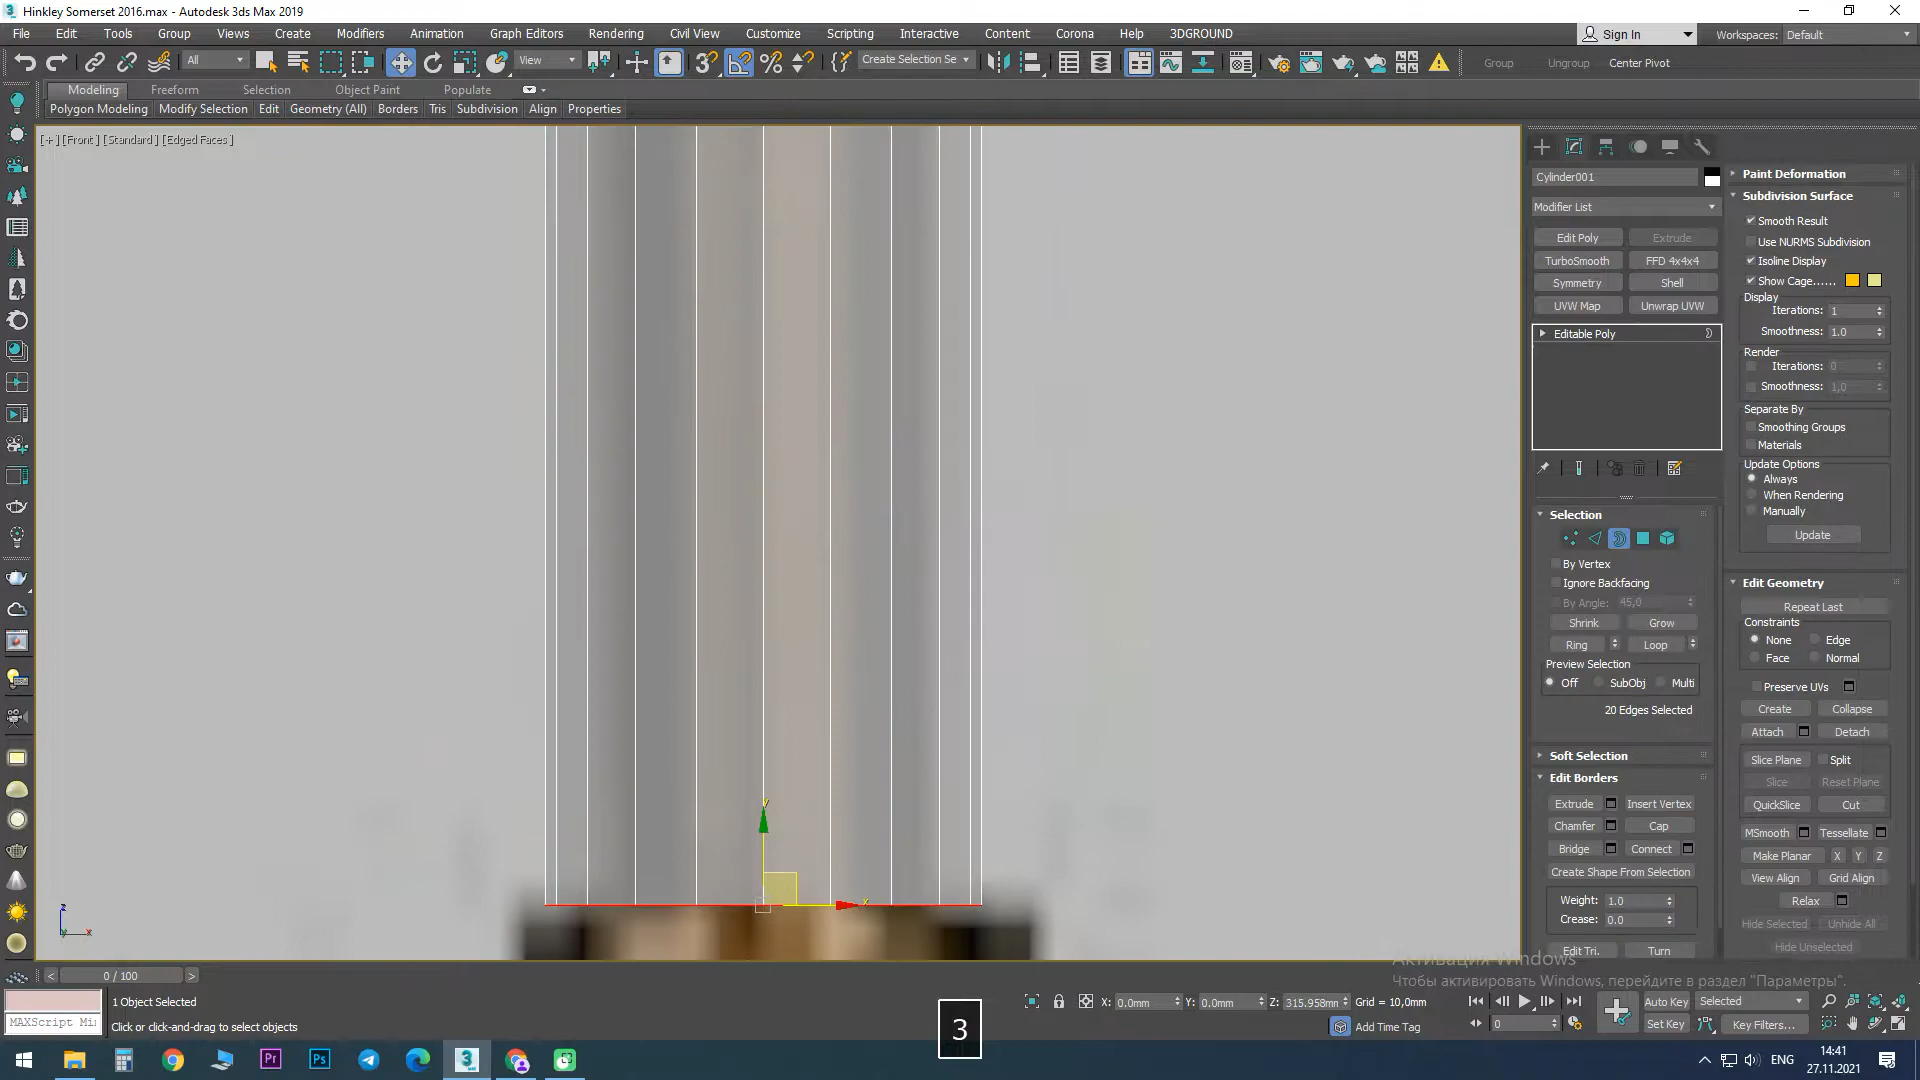 Hinkley Somerset 2016.max - Autodesk 3ds Max 2019
File Edit Tools Group Views Create Modifiers Animation Graph Editors Rendering Civil View Customize Scripting Interactive Content Corona Help 3DGROUND
Sign In Workspaces: Default
All View Create Selection Se Group Ungroup Center Pivot
Modeling Freeform Selection Object Paint Populate
Polygon Modeling Modify Selection Edit Geometry (All) Borders Tris Subdivision Align Properties
[+] [Front] [Standard] [Edged Faces]
Cylinder001
Modifier List
Edit Poly Extrude
TurboSmooth FFD 4x4x4
Symmetry Shell
UVW Map Unwrap UVW
Editable Poly
Selection
By Vertex
Ignore Backfacing
By Angle: 45,0
Shrink Grow
Ring Loop
Preview Selection
Off SubObj Multi
20 Edges Selected
Soft Selection
Edit Borders
Extrude Insert Vertex
Chamfer Cap
Bridge Connect
Create Shape From Selection
Weight: 1.0
Crease: 0.0
Edit Tri. Turn
Paint Deformation
Subdivision Surface
Smooth Result
Use NURMS Subdivision
Isoline Display
Show Cage......
Display
Iterations: 1
Smoothness: 1.0
Render
Iterations: 0
Smoothness: 1,0
Separate By
Smoothing Groups
Materials
Update Options
Always
When Rendering
Manually
Update
Edit Geometry
Repeat Last
Constraints
None Edge
Face Normal
Preserve UVs
Create Collapse
Attach Detach
Slice Plane Split
Slice Reset Plane
QuickSlice Cut
MSmooth Tessellate
Make Planar X Y Z
View Align Grid Align
Relax
Hide Selected Unhide All
Hide Unselected
y
x
z
x
Активация Windows
Чтобы активировать Windows, перейдите в раздел "Параметры".
< 0 / 100 >
1 Object Selected
MAXScript Mi
Click or click-and-drag to select objects
3
X: 0.0mm Y: 0.0mm Z: 315.958mm Grid = 10,0mm
Add Time Tag
0
Auto Key Selected
Set Key Key Filters...
ENG
14:41
27.11.2021